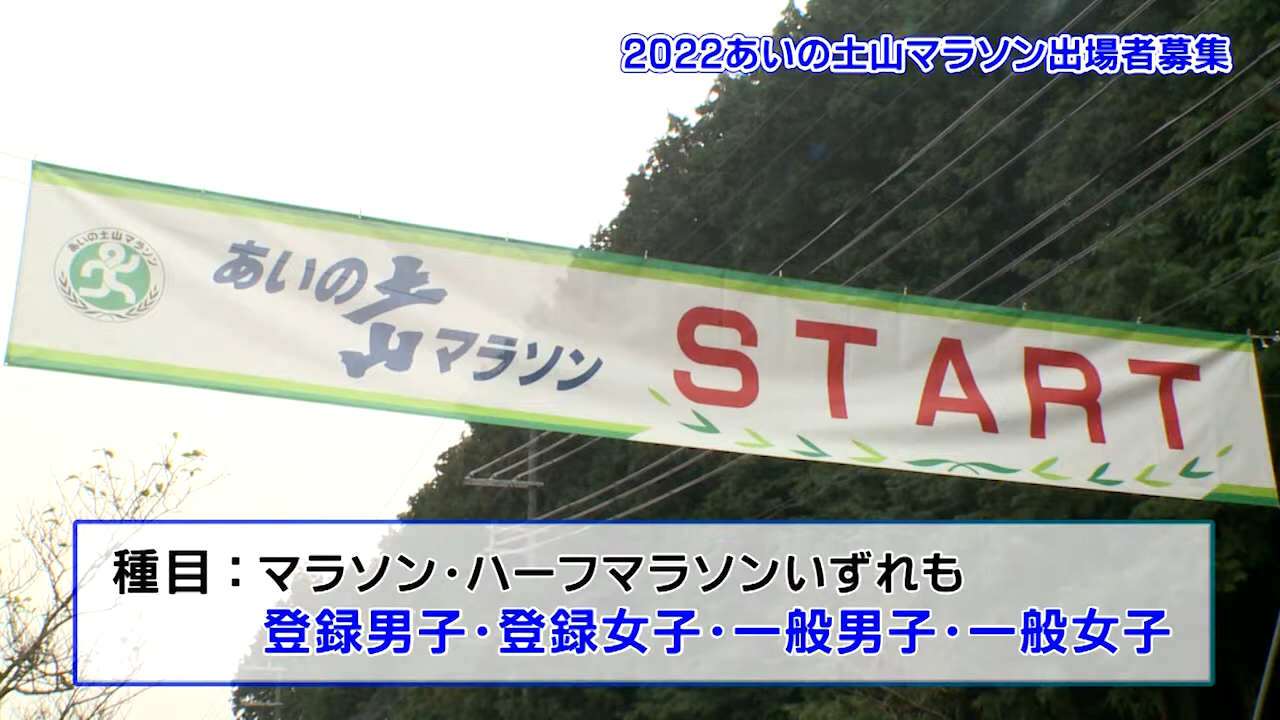 2022あいの土山マラソン出場者募集
あいの土山マラソン
あいの土山マラソン
START
種目：マラソン・ハーフマラソンいずれも
登録男子・登録女子・一般男子・一般女子